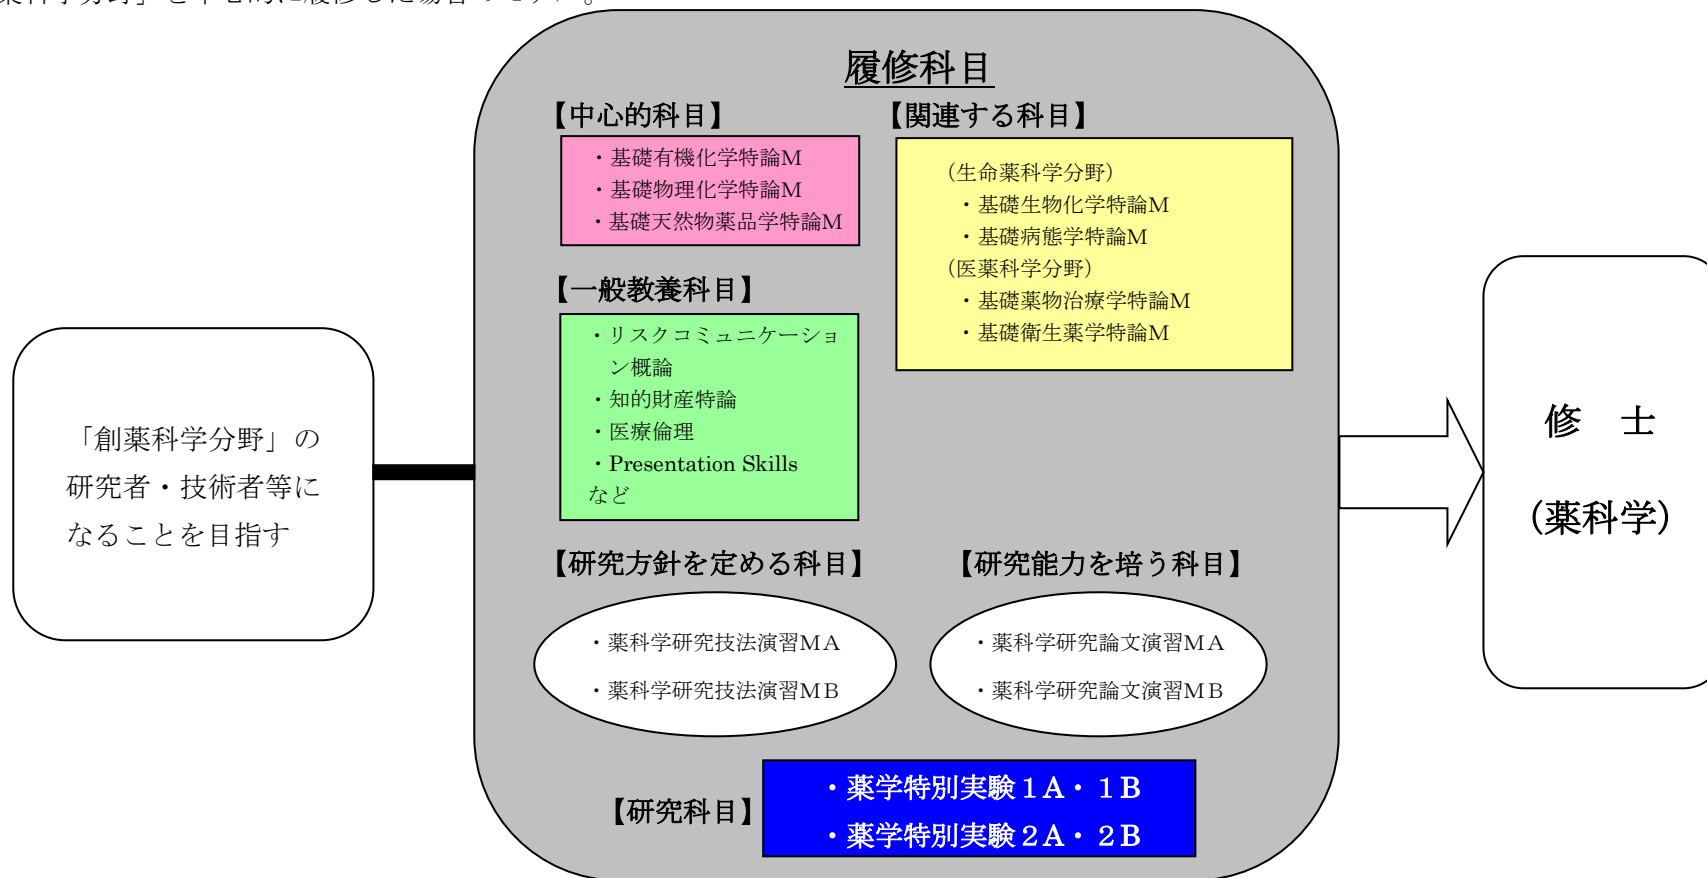 履修科目
【中心的科目】
・基礎有機化学特論M
・基礎物理化学特論M
・基礎天然物薬品学特論M
【関連する科目】
（生命薬科学分野）
・基礎生物化学特論M
・基礎病態学特論M
（医薬科学分野）
・基礎薬物治療学特論M
・基礎衛生薬学特論M
【一般教養科目】
・リスクコミュニケーショ
ン概論
・知的財産特論
・医療倫理
・Presentation Skills
など
「創薬科学分野」の
研究者・技術者等に
なることを目指す
【研究方針を定める科目】
・薬科学研究技法演習MA
・薬科学研究技法演習MB
【研究能力を培う科目】
・薬科学研究論文演習MA
・薬科学研究論文演習MB
【研究科目】
・薬学特別実験１A・１B
・薬学特別実験２A・２B
修　士
（薬科学）